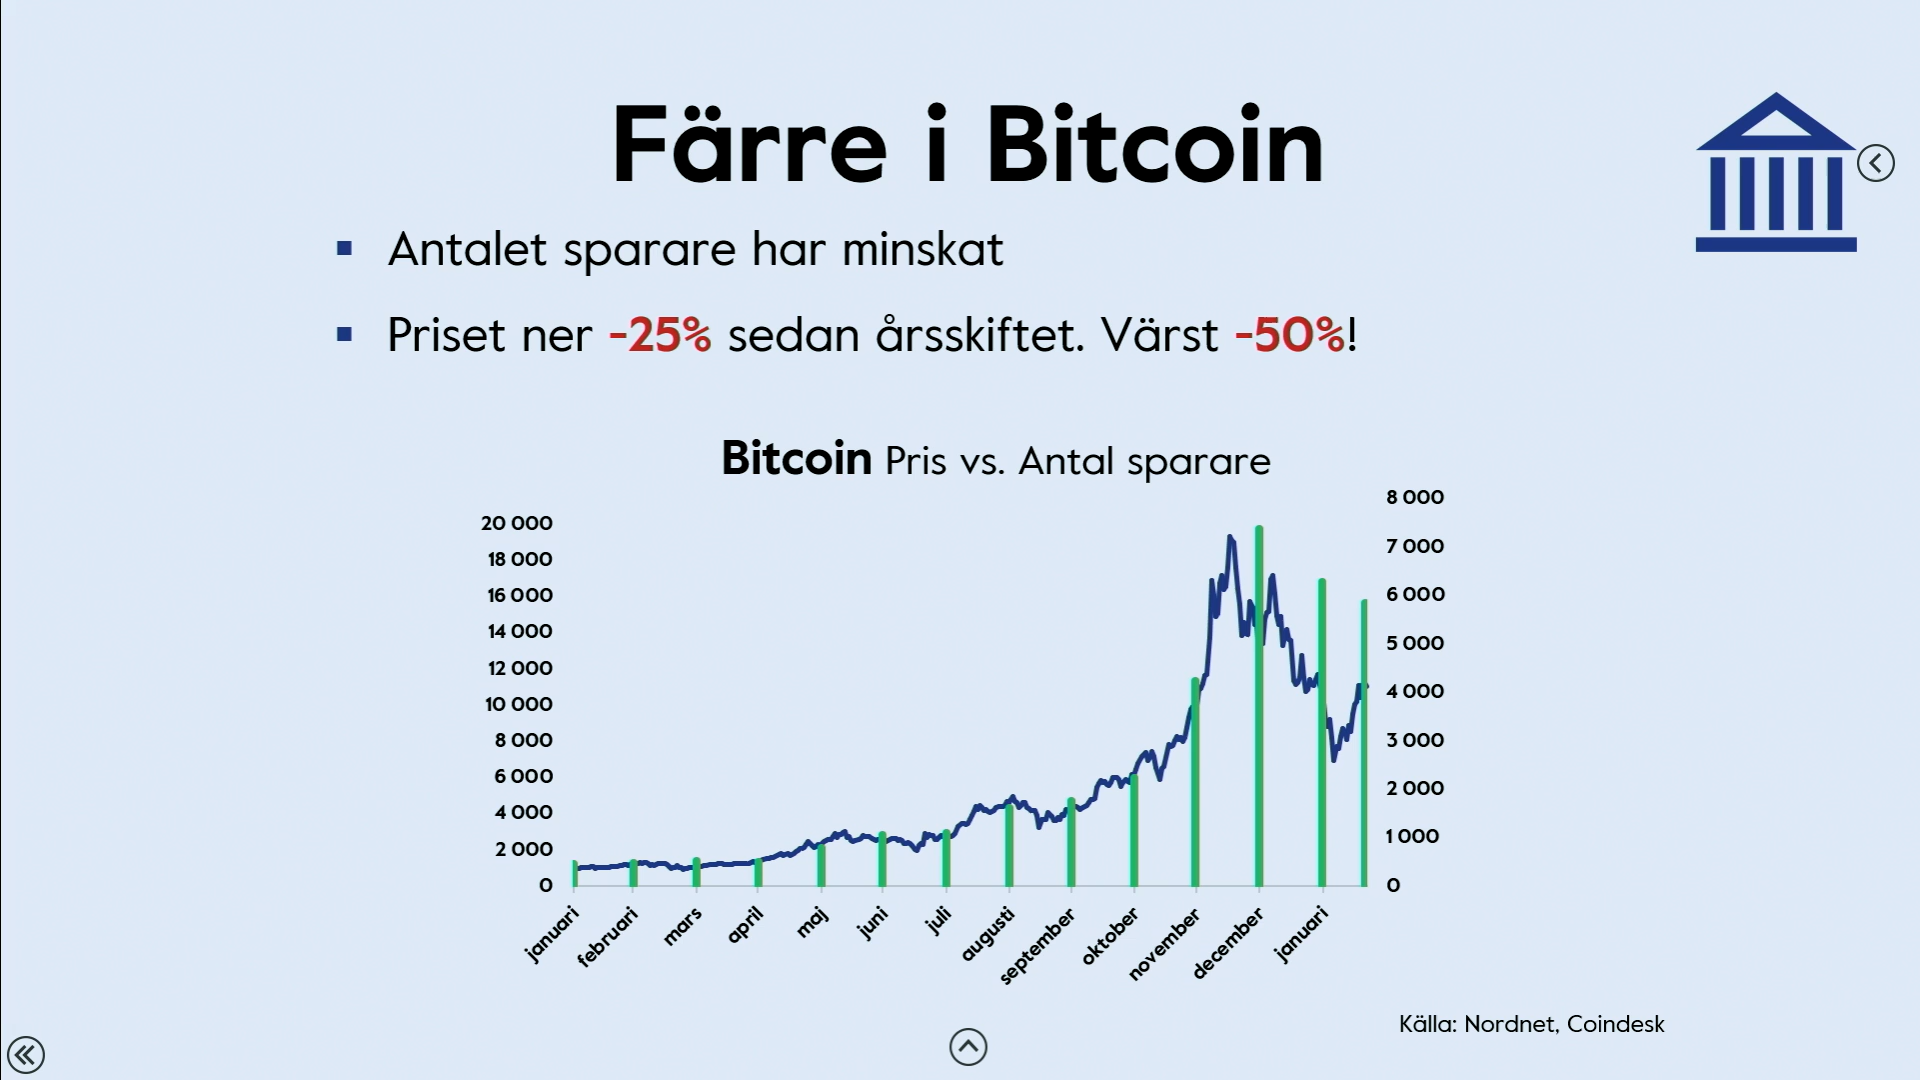 Färre i Bitcoin
Antalet sparare har minskat
Priset ner -25% sedan årsskiftet. Värst -50%!
Bitcoin Pris vs. Antal sparare
20 000
18 000
16 000
14 000
12 000
10 000
8 000
6 000
4 000
2 000
0
8 000
7 000
6 000
5 000
4 000
3 000
2 000
1 000
0
januari
februari
mars
april
maj
juni
juli
augusti
september
oktober
november
december
januari
Källa: Nordnet, Coindesk